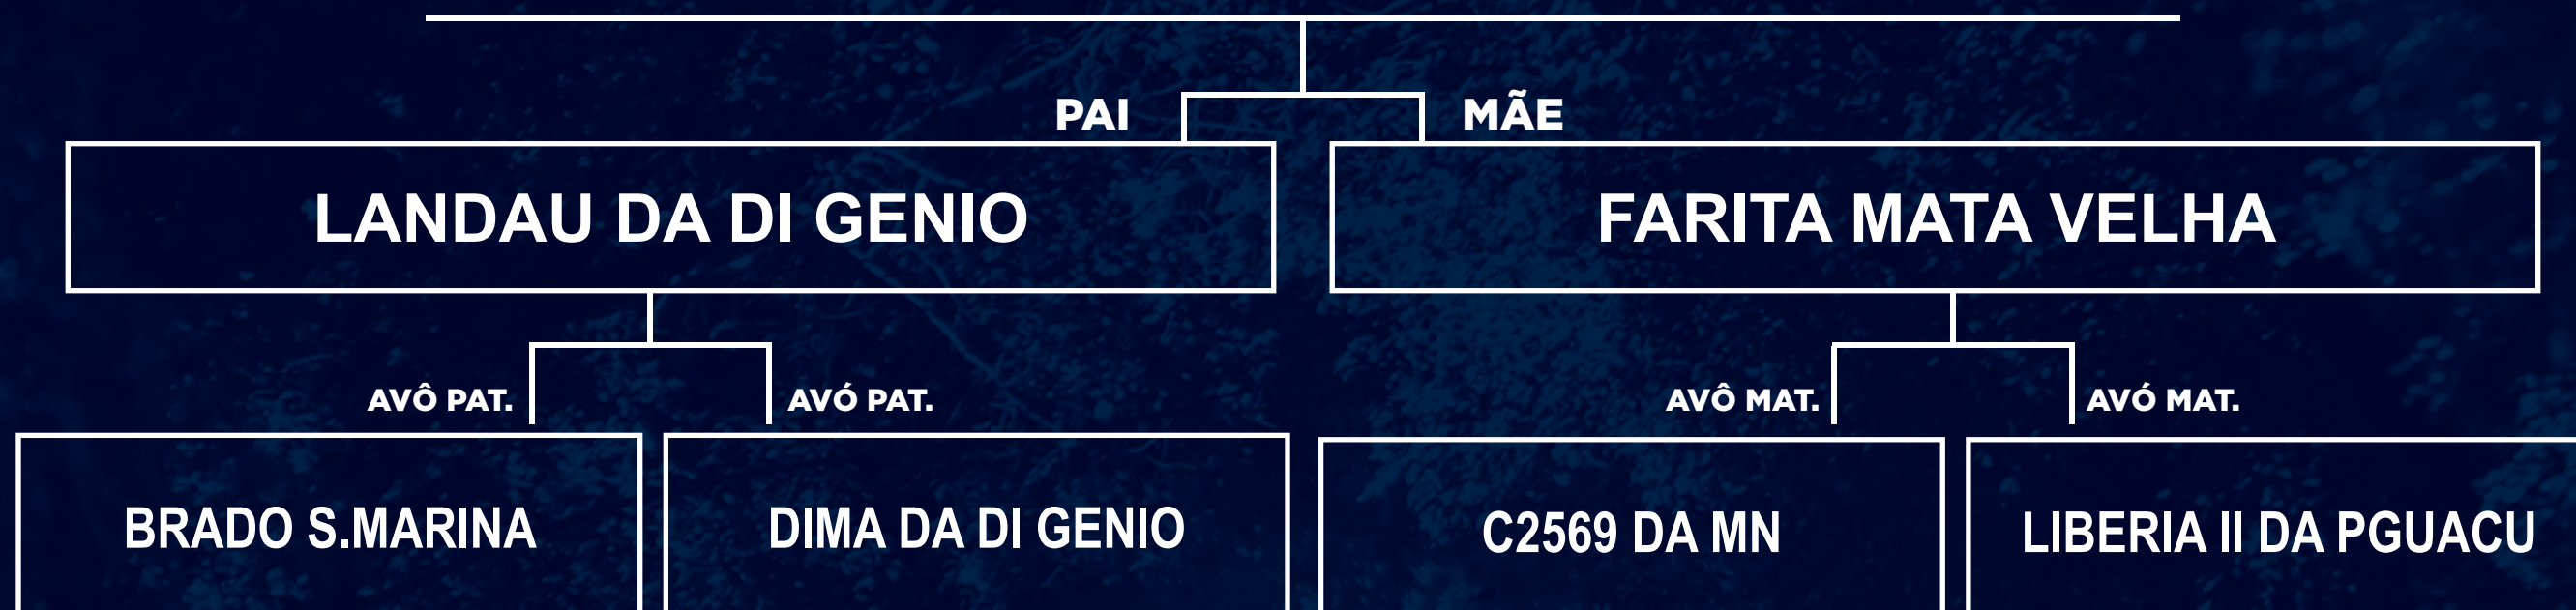 PAI
MÃE
LANDAU DA DI GENIO
FARITA MATA VELHA
AVÔ PAT.
AVÓ PAT.
AVÔ MAT.
AVÓ MAT.
BRADO S.MARINA
DIMA DA DI GENIO
C2569 DA MN
LIBERIA II DA PGUACU